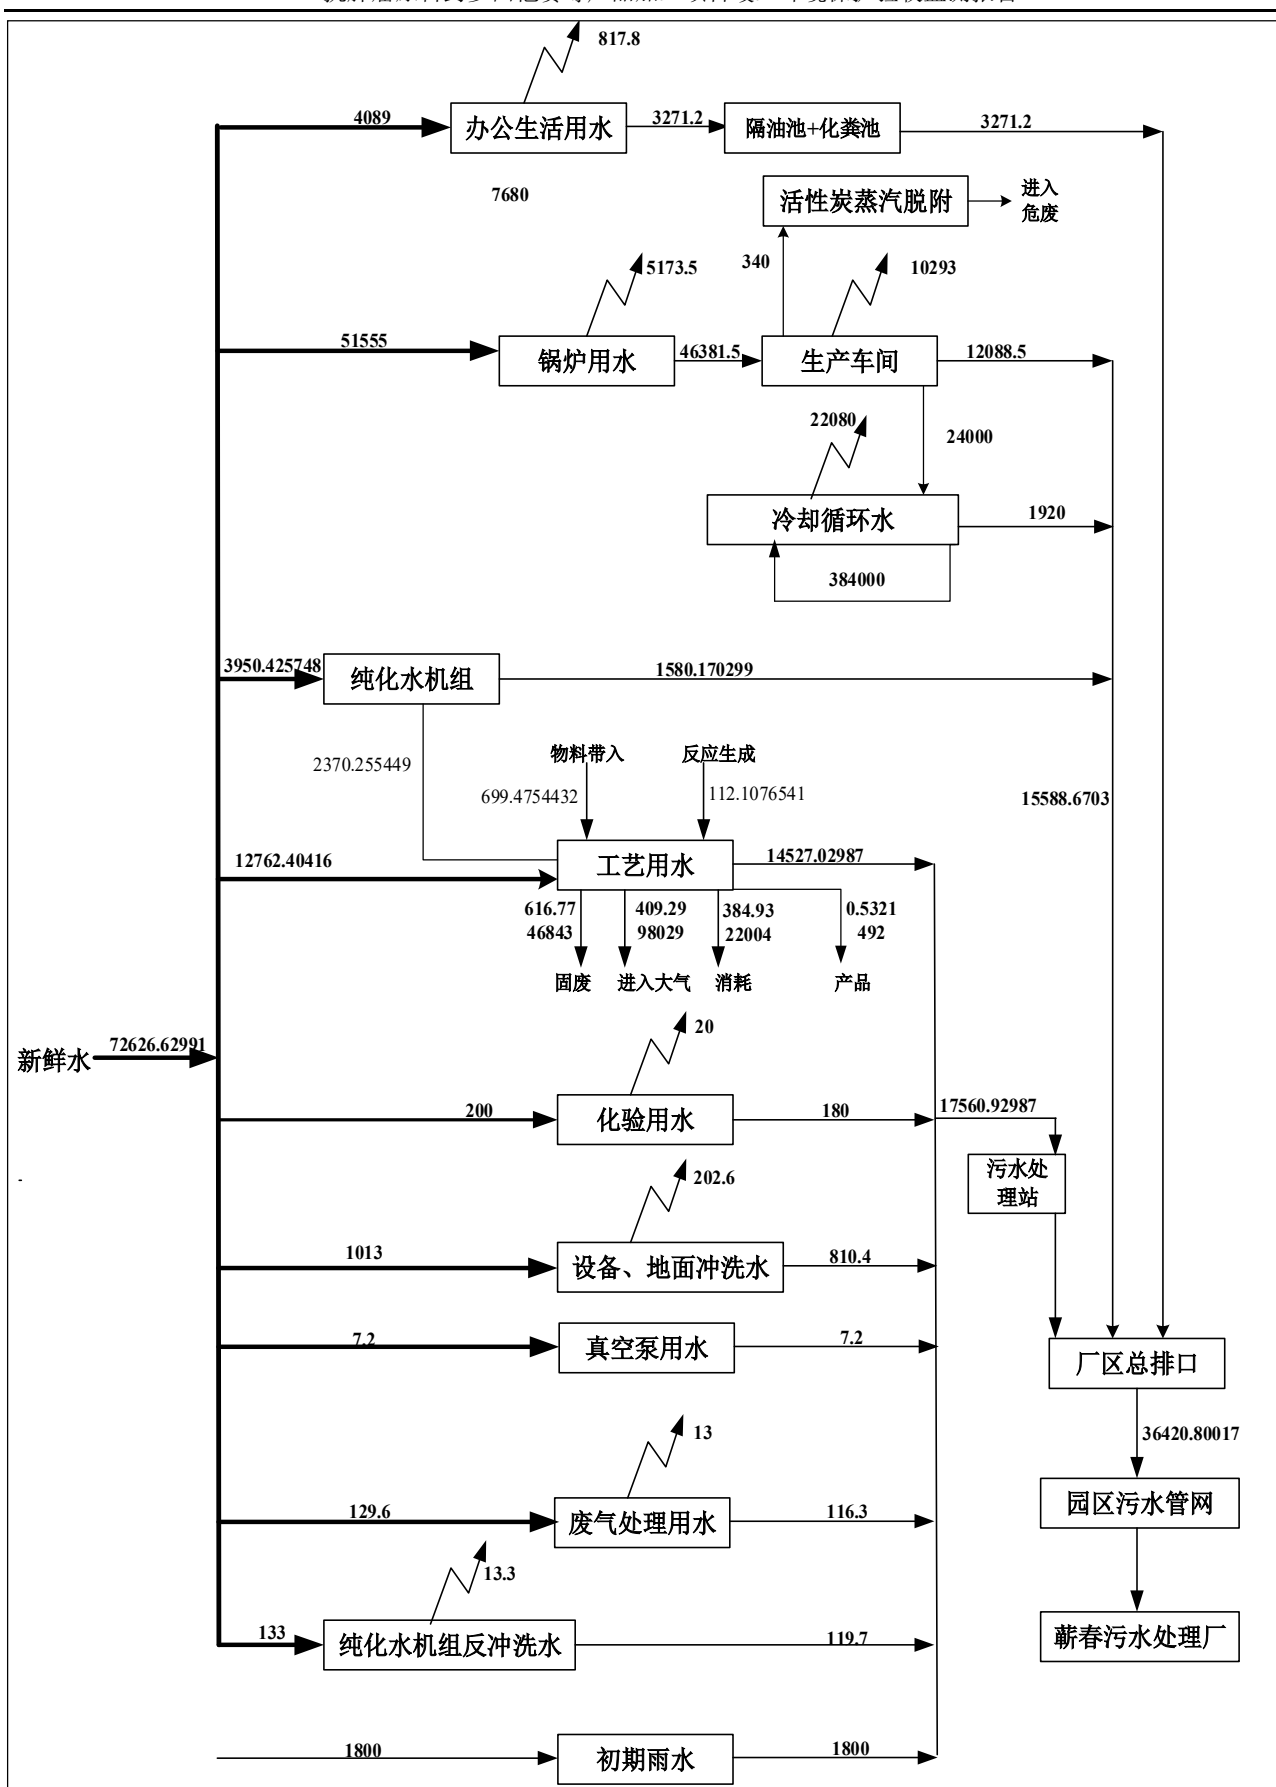 817.8
4089
办公生活用水
3271.2
隔油池+化粪池
3271.2
7680
活性炭蒸汽脱附
进入
危废
340
5173.5
10293
51555
锅炉用水
46381.5
生产车间
12088.5
22080
24000
冷却循环水
1920
384000
3950.425748
纯化水机组
1580.170299
2370.255449
物料带入
反应生成
699.4754432
112.1076541
15588.6703
12762.40416
工艺用水
14527.02987
616.77
46843
409.29
98029
384.93
22004
0.5321
492
固废
进入大气
消耗
产品
20
新鲜水
72626.62991
200
化验用水
180
17560.92987
污水处
理站
-
202.6
1013
设备、地面冲洗水
810.4
7.2
真空泵用水
7.2
厂区总排口
13
36420.80017
129.6
废气处理用水
116.3
园区污水管网
13.3
133
纯化水机组反冲洗水
119.7
蕲春污水处理厂
1800
初期雨水
1800